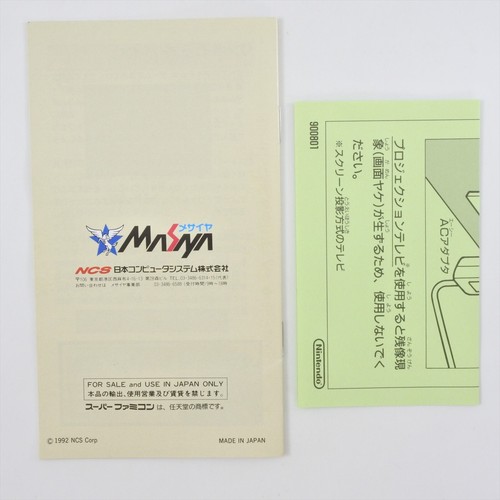 メサイヤ
MASAYA
NCS 日本コンピュータシステム株式会社
FOR SALE and USE IN JAPAN ONLY
本品の輸出、使用営業及び賃貸を禁じます。
スーパーファミコンは、任天堂の商標です。
© 1992 NCS Corp
MADE IN JAPAN
900801
プロジェクションテレビを使用すると残像現
象(画面ヤケ)が生するため、使用しないでく
ださい。
※スクリーン投影方式のテレビ
ACアダプタ
Nintendo